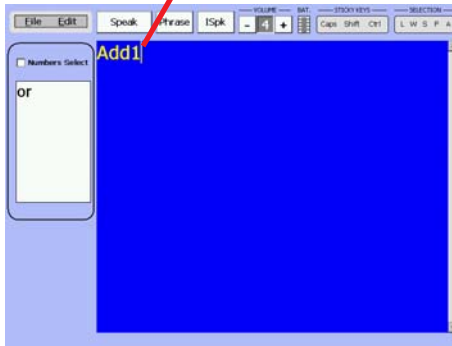 VOLUME BAT. STICKY KEYS SELECTION
File Edit Speak Phrase ISpk - 4 + Caps Shift Ctrl L W S P A
Numbers Select
Add1
or